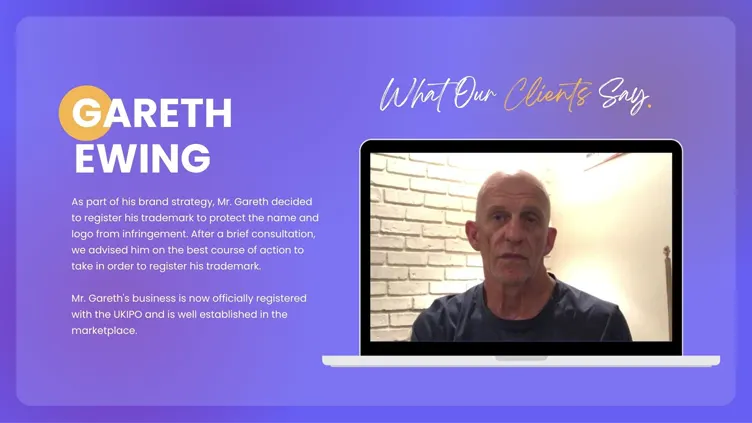 GARETH
EWING
As part of his brand strategy, Mr. Gareth decided
to register his trademark to protect the name and
logo from infringement. After a brief consultation,
we advised him on the best course of action to
take in order to register his trademark.
Mr. Gareth's business is now officially registered
with the UKIPO and is well established in the
marketplace.
What Our Clients Say.